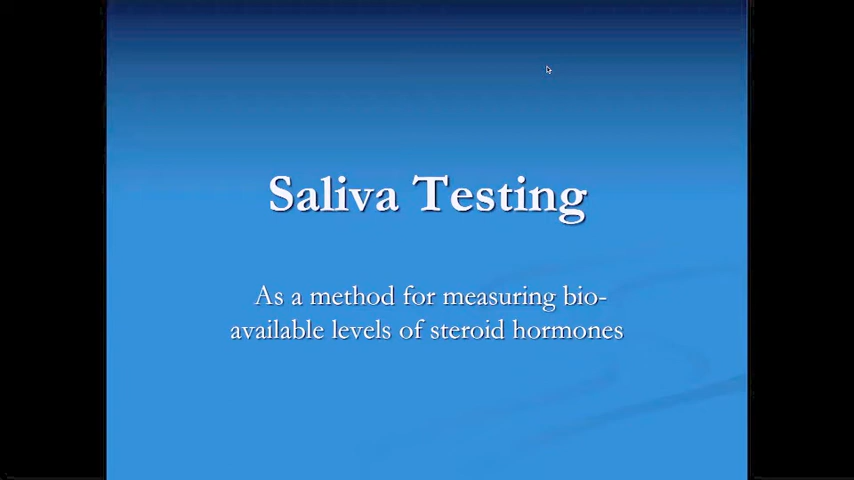 Saliva Testing
As a method for measuring bio-
available levels of steroid hormones